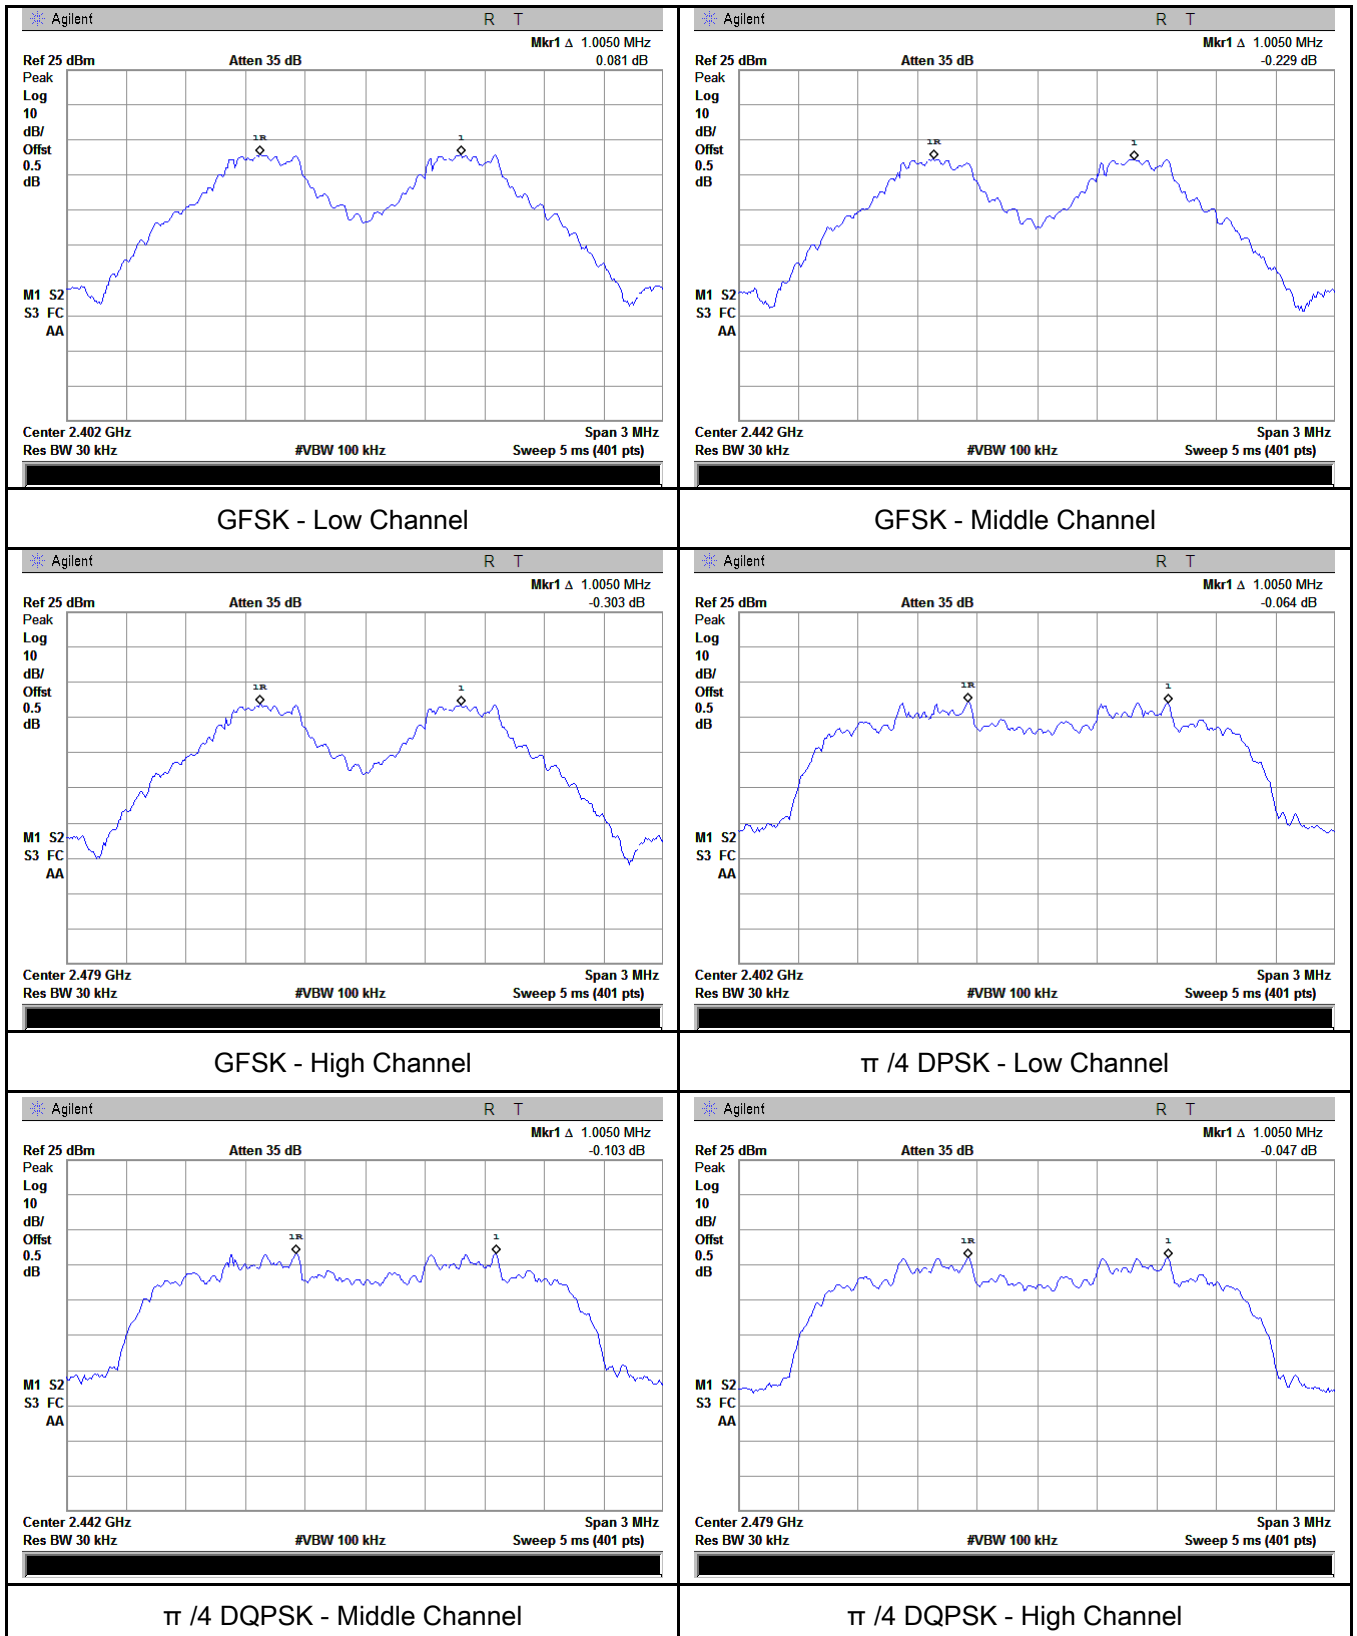 Agilent R T
Mkr1 Δ 1.0050 MHz
Ref 25 dBm Atten 35 dB 0.081 dB
Peak
Log
10
dB/
Offst
0.5
dB
1R 1
M1 S2
S3 FC
AA
Center 2.402 GHz Span 3 MHz
Res BW 30 kHz #VBW 100 kHz Sweep 5 ms (401 pts)
GFSK - Low Channel
Agilent R T
Mkr1 Δ 1.0050 MHz
Ref 25 dBm Atten 35 dB -0.229 dB
Peak
Log
10
dB/
Offst
0.5
dB
1R 1
M1 S2
S3 FC
AA
Center 2.442 GHz Span 3 MHz
Res BW 30 kHz #VBW 100 kHz Sweep 5 ms (401 pts)
GFSK - Middle Channel
Agilent R T
Mkr1 Δ 1.0050 MHz
Ref 25 dBm Atten 35 dB -0.303 dB
Peak
Log
10
dB/
Offst
0.5
dB
1R 1
M1 S2
S3 FC
AA
Center 2.479 GHz Span 3 MHz
Res BW 30 kHz #VBW 100 kHz Sweep 5 ms (401 pts)
GFSK - High Channel
Agilent R T
Mkr1 Δ 1.0050 MHz
Ref 25 dBm Atten 35 dB -0.064 dB
Peak
Log
10
dB/
Offst
0.5
dB
1R 1
M1 S2
S3 FC
AA
Center 2.402 GHz Span 3 MHz
Res BW 30 kHz #VBW 100 kHz Sweep 5 ms (401 pts)
π /4 DPSK - Low Channel
Agilent R T
Mkr1 Δ 1.0050 MHz
Ref 25 dBm Atten 35 dB -0.103 dB
Peak
Log
10
dB/
Offst
0.5
dB
1R 1
M1 S2
S3 FC
AA
Center 2.442 GHz Span 3 MHz
Res BW 30 kHz #VBW 100 kHz Sweep 5 ms (401 pts)
π /4 DQPSK - Middle Channel
Agilent R T
Mkr1 Δ 1.0050 MHz
Ref 25 dBm Atten 35 dB -0.047 dB
Peak
Log
10
dB/
Offst
0.5
dB
1R 1
M1 S2
S3 FC
AA
Center 2.479 GHz Span 3 MHz
Res BW 30 kHz #VBW 100 kHz Sweep 5 ms (401 pts)
π /4 DQPSK - High Channel